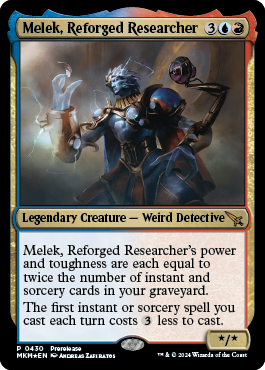 Melek, Reforged Researcher 3
Legendary Creature — Weird Detective
Melek, Reforged Researcher's power
and toughness are each equal to
twice the number of instant and
sorcery cards in your graveyard.
The first instant or sorcery spell you
cast each turn costs 3 less to cast.
*/*
P 0430 Prerelease
MKM★EN Andreas Zafiratos
™ & © 2024 Wizards of the Coast